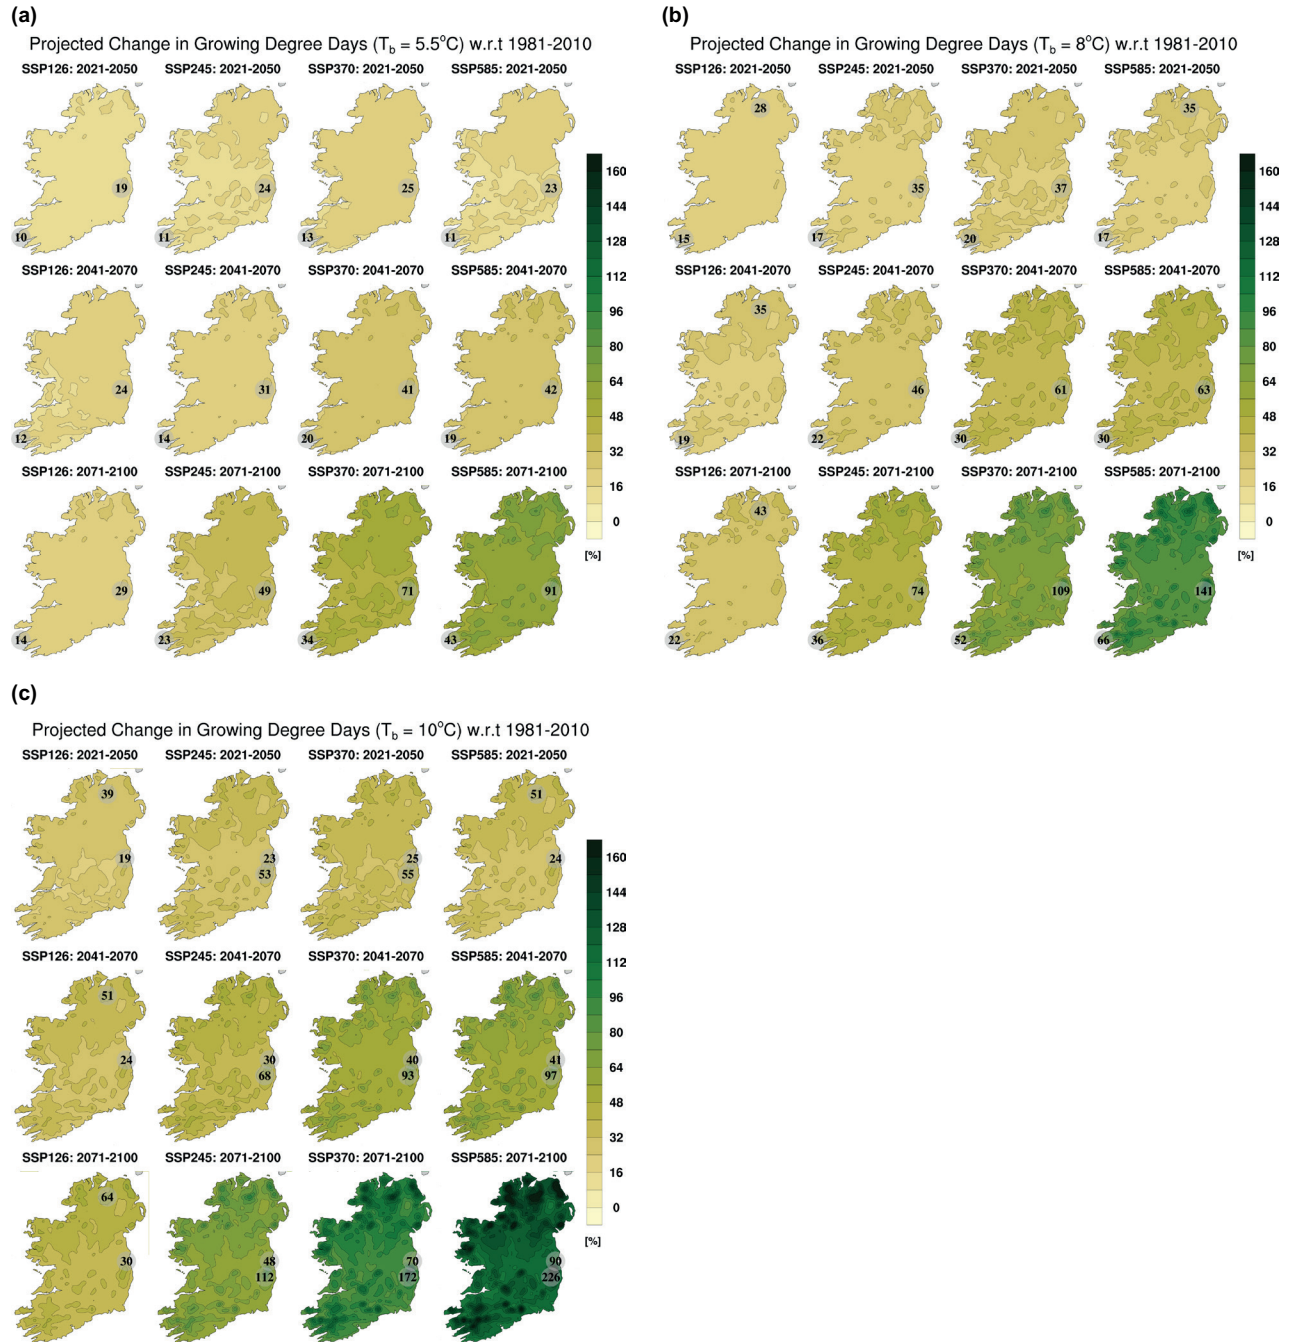 (a)
Projected Change in Growing Degree Days (Tb = 5.5°C) w.r.t 1981-2010
SSP126: 2021-2050 SSP245: 2021-2050 SSP370: 2021-2050 SSP585: 2021-2050
19 24 25 23
10 11 13 11
SSP126: 2041-2070 SSP245: 2041-2070 SSP370: 2041-2070 SSP585: 2041-2070
24 31 41 42
12 14 20 19
SSP126: 2071-2100 SSP245: 2071-2100 SSP370: 2071-2100 SSP585: 2071-2100
29 49 71 91
14 23 34 43
160
144
128
112
96
80
64
48
32
16
0
[%]
(b)
Projected Change in Growing Degree Days (Tb = 8°C) w.r.t 1981-2010
SSP126: 2021-2050 SSP245: 2021-2050 SSP370: 2021-2050 SSP585: 2021-2050
28 35
35 37
15 17 20 17
SSP126: 2041-2070 SSP245: 2041-2070 SSP370: 2041-2070 SSP585: 2041-2070
35
46 61 63
19 22 30 30
SSP126: 2071-2100 SSP245: 2071-2100 SSP370: 2071-2100 SSP585: 2071-2100
43
74 109 141
22 36 52 66
160
144
128
112
96
80
64
48
32
16
0
[%]
(c)
Projected Change in Growing Degree Days (Tb = 10°C) w.r.t 1981-2010
SSP126: 2021-2050 SSP245: 2021-2050 SSP370: 2021-2050 SSP585: 2021-2050
39 51
19 23 25 24
53 55
SSP126: 2041-2070 SSP245: 2041-2070 SSP370: 2041-2070 SSP585: 2041-2070
51
24 30 40 41
68 93 97
SSP126: 2071-2100 SSP245: 2071-2100 SSP370: 2071-2100 SSP585: 2071-2100
64
30 48 70 90
112 172 226
160
144
128
112
96
80
64
48
32
16
0
[%]